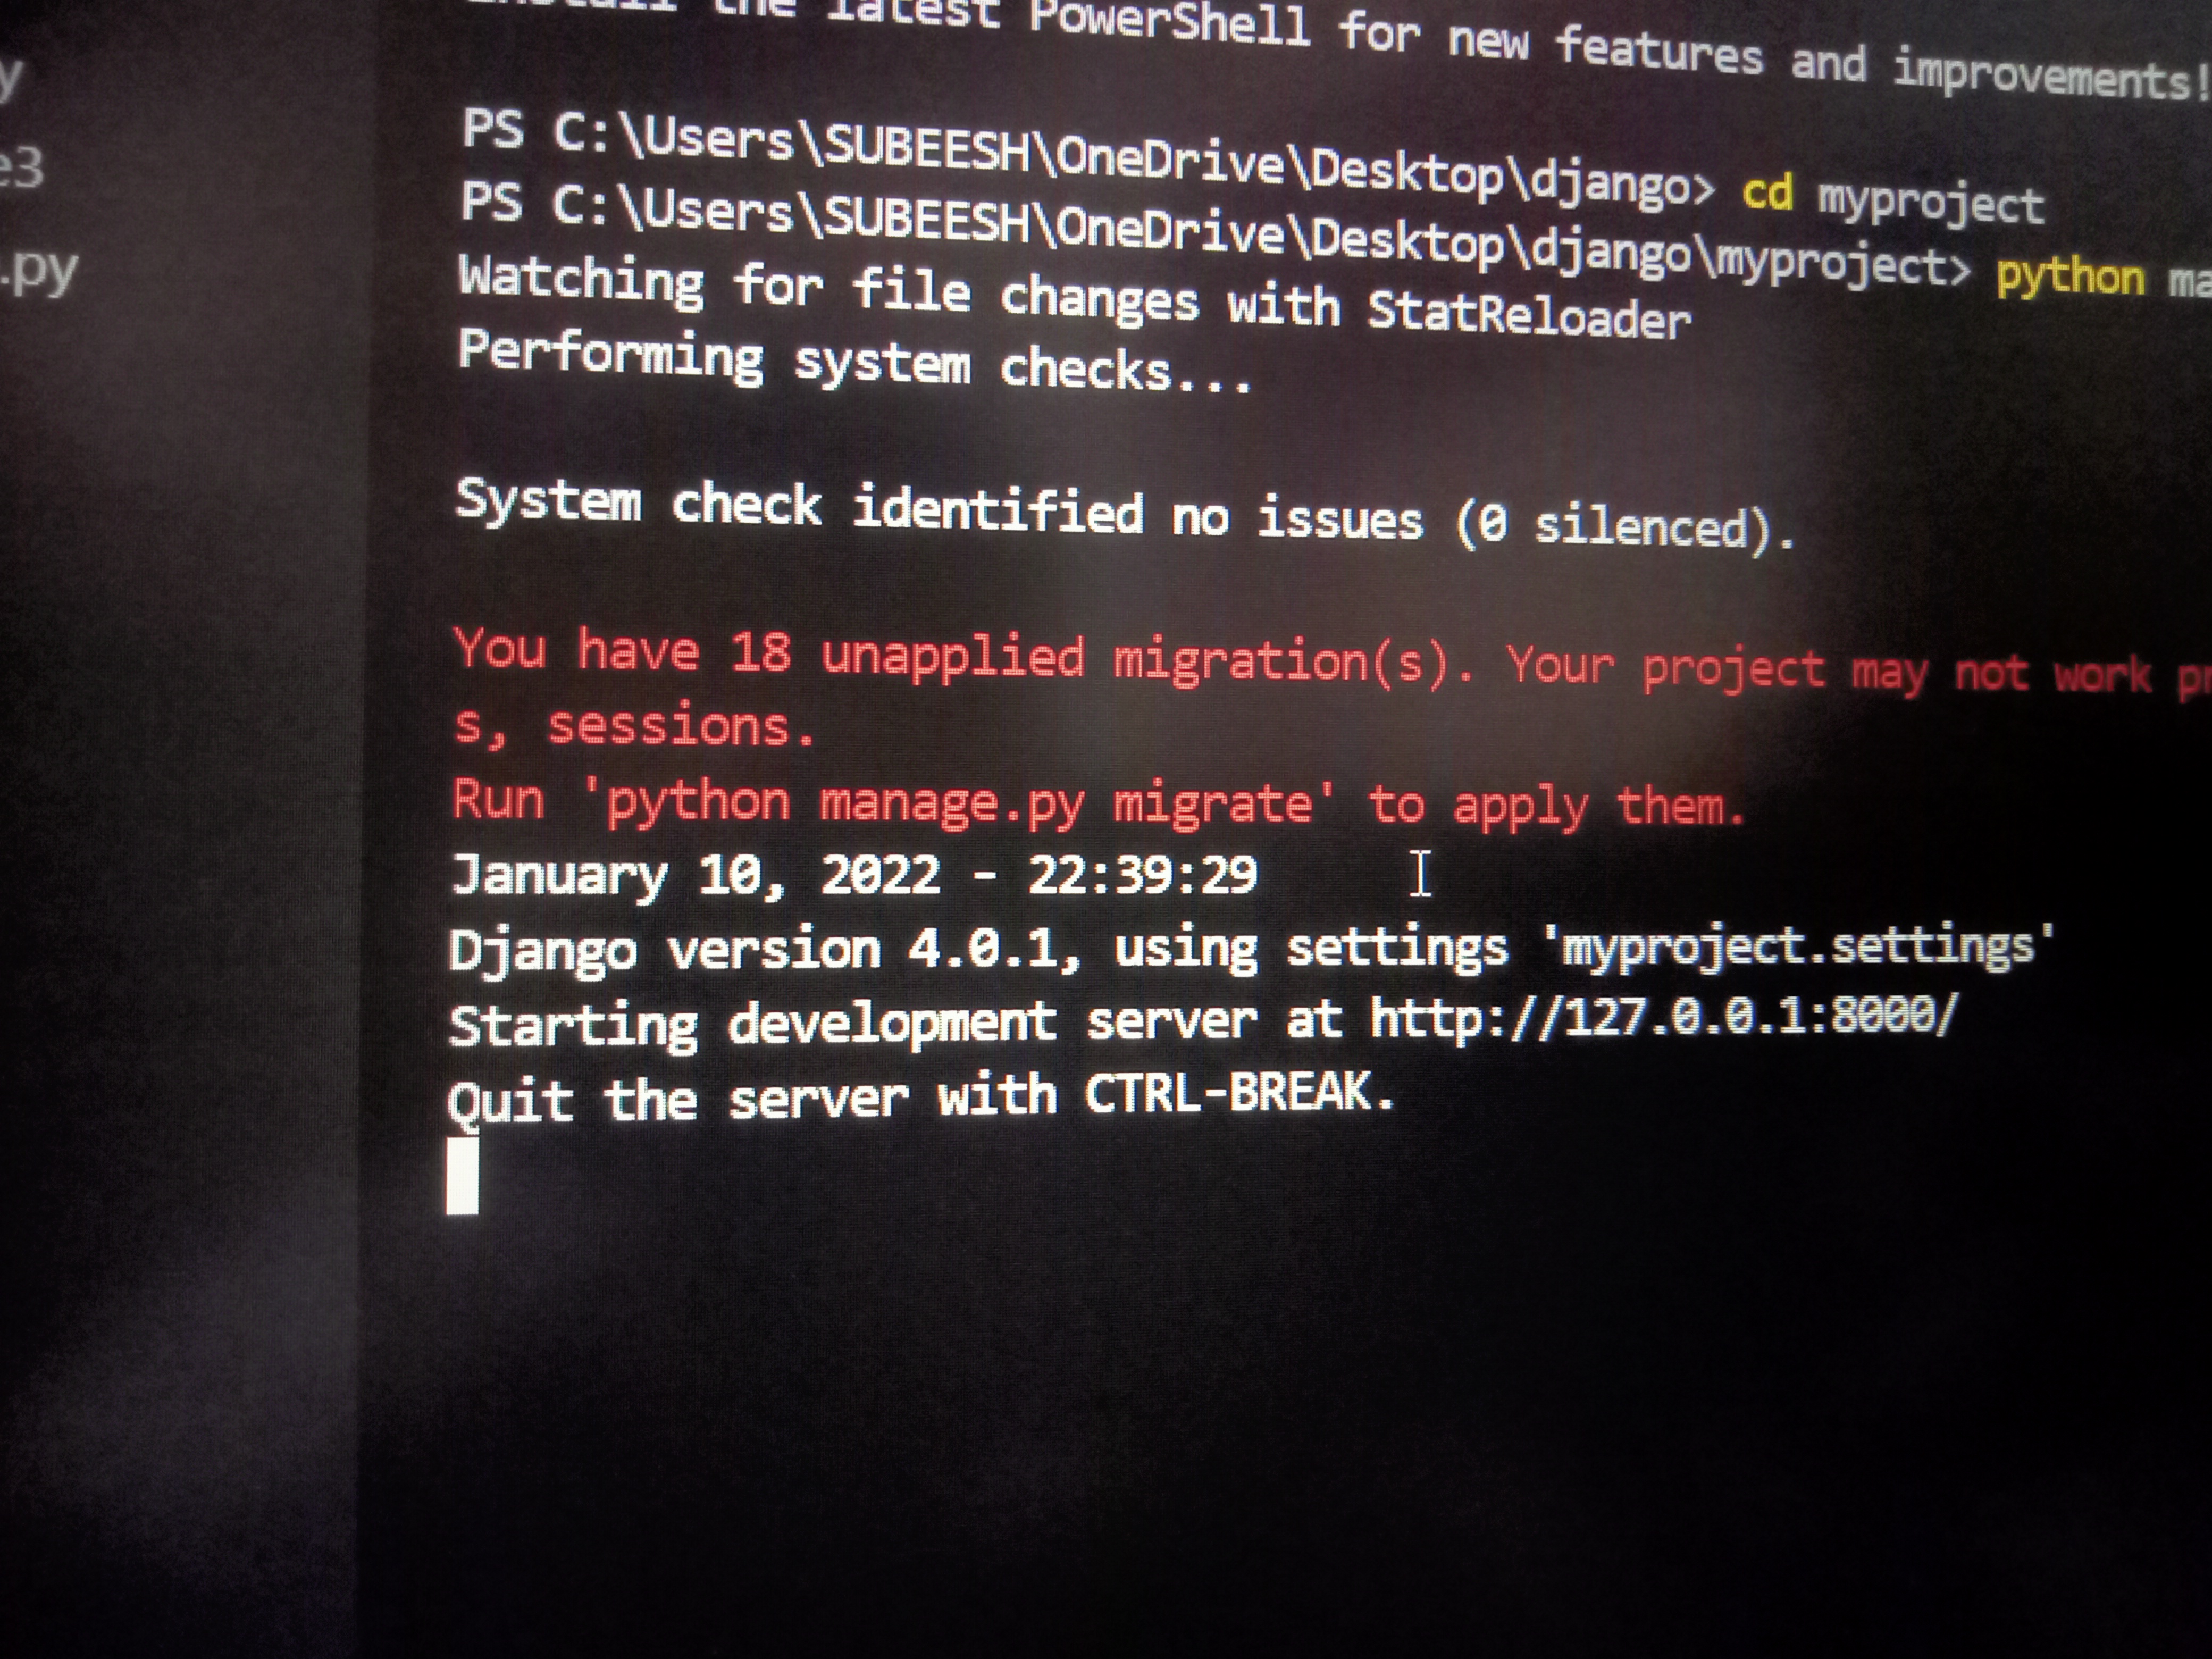 the latest PowerShell for new features and improvements!
y
PS C:\Users\SUBEESH\OneDrive\Desktop\django> cd myproject
e3
PS C:\Users\SUBEESH\OneDrive\Desktop\django\myproject> python ma
.py
Watching for file changes with StatReloader
Performing system checks...
System check identified no issues (0 silenced).
You have 18 unapplied migration(s). Your project may not work pr
s, sessions.
Run 'python manage.py migrate' to apply them.
January 10, 2022 - 22:39:29
Django version 4.0.1, using settings 'myproject.settings'
Starting development server at http://127.0.0.1:8000/
Quit the server with CTRL-BREAK.